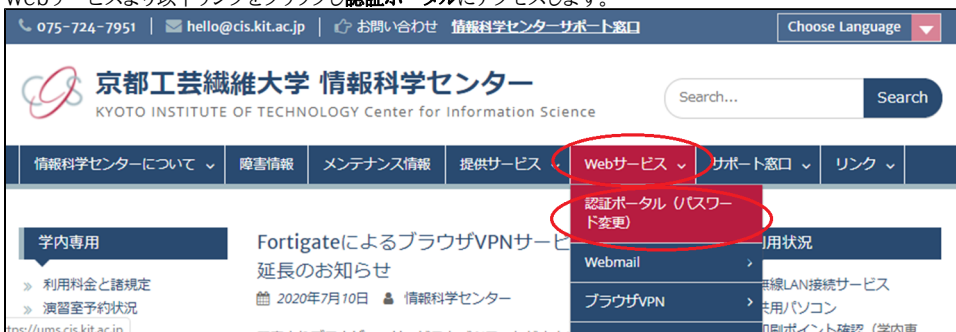 Webサービスより以下リンクをクリックし認証ポータルにアクセスします。
075-724-7951 | hello@cis.kit.ac.jp | お問い合わせ 情報科学センターサポート窓口 Choose Language
京都工芸繊維大学 情報科学センター
KYOTO INSTITUTE OF TECHNOLOGY Center for Information Science
Search... Search
情報科学センターについて 障害情報 メンテナンス情報 提供サービス Webサービス サポート窓口 リンク
認証ポータル（パスワー
ド変更）
Webmail
ブラウザVPN
学内専用
» 利用料金と諸規定
» 演習室予約状況
FortigateによるブラウザVPNサービ
延長のお知らせ
2020年7月10日 情報科学センター
用状況
無線LAN接続サービス
共用パソコン
印刷ポイント確認（学内専
tps://ums.cis.kit.ac.jp